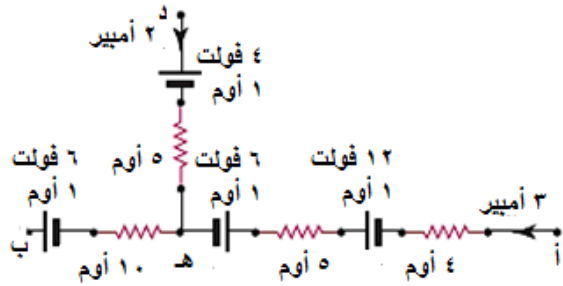 د
٢ أمبير
٤ فولت
١ أوم
٥ أوم
٦ فولت
١ أوم
٦ فولت
١ أوم
١٢ فولت
١ أوم
٣ أمبير
ب
١٠ أوم
هـ
٥ أوم
٤ أوم
أ